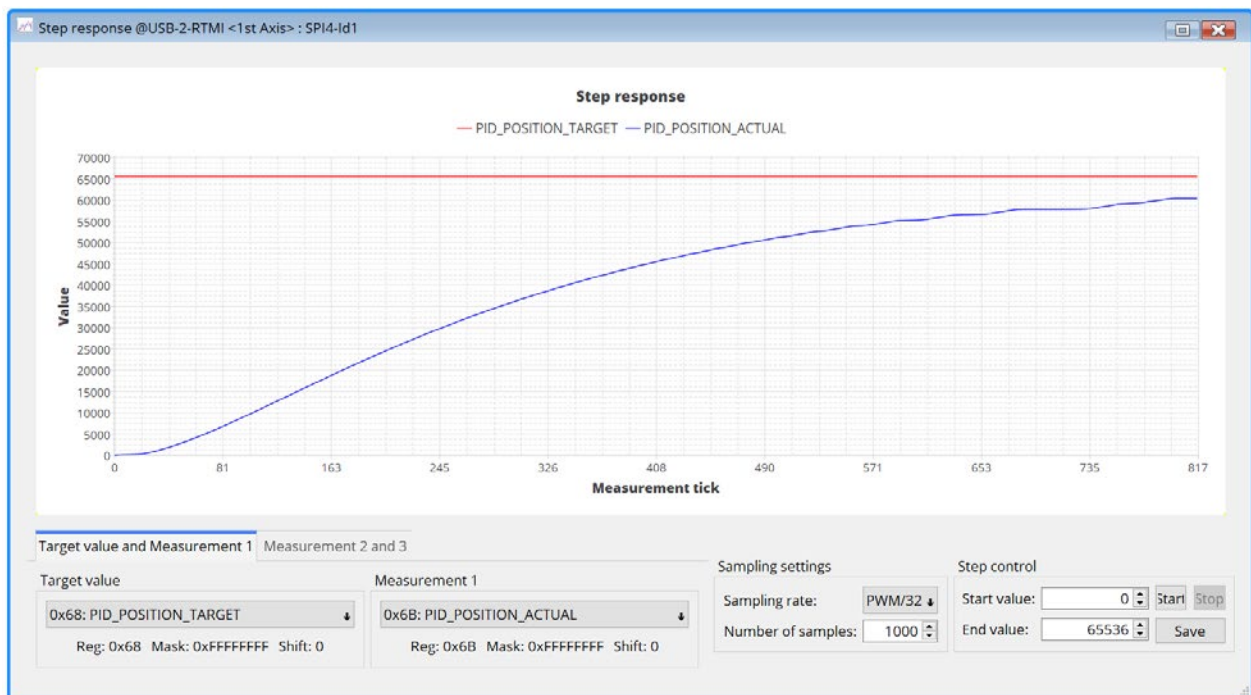 Step response @USB-2-RTMI <1st Axis> : SPI4-Id1
Step response
PID_POSITION_TARGET PID_POSITION_ACTUAL
70000
65000
60000
55000
50000
45000
40000
35000
30000
25000
20000
15000
10000
5000
0
Value
0 81 163 245 326 408 490 571 653 735 817
Measurement tick
Target value and Measurement 1 Measurement 2 and 3
Target value
0x68: PID_POSITION_TARGET
Reg: 0x68 Mask: 0xFFFFFFFF Shift: 0
Measurement 1
0x6B: PID_POSITION_ACTUAL
Reg: 0x6B Mask: 0xFFFFFFFF Shift: 0
Sampling settings
Sampling rate: PWM/32
Number of samples: 1000
Step control
Start value: 0 Start Stop
End value: 65536 Save